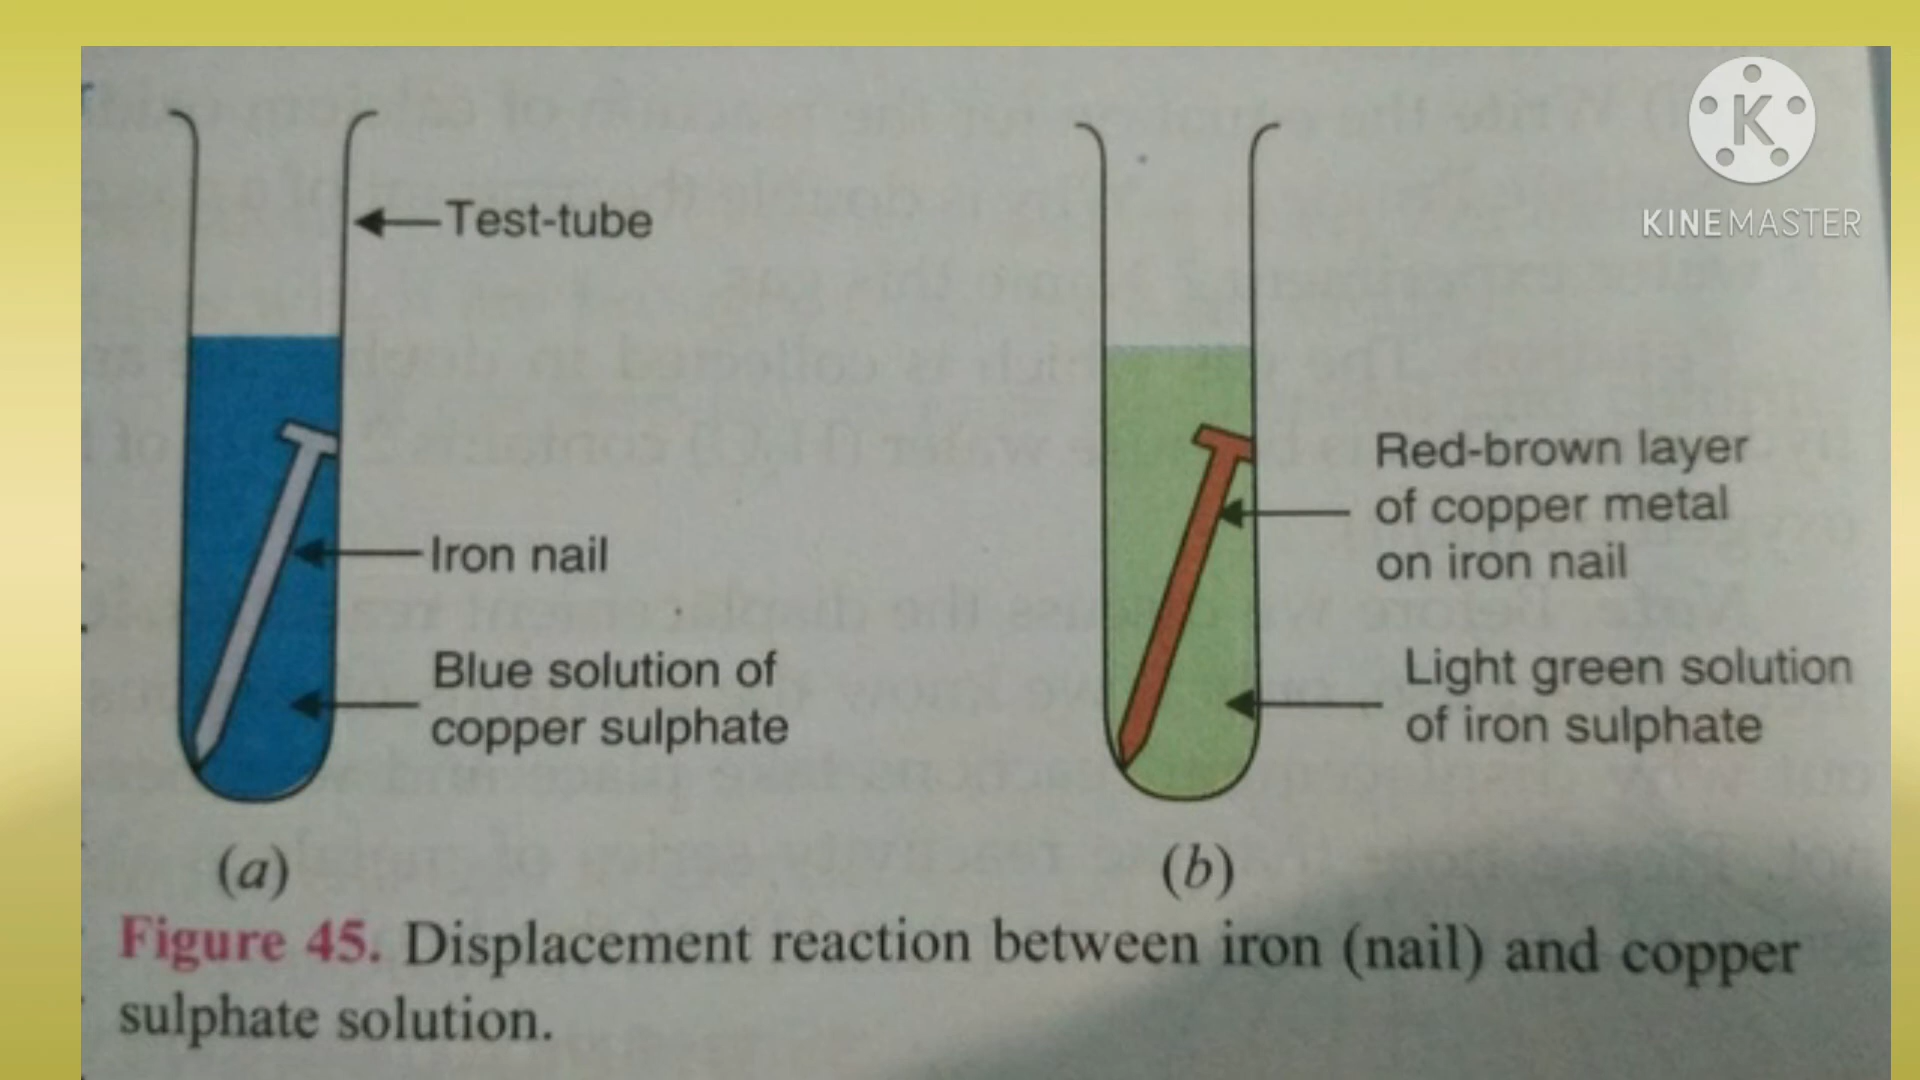 KINEMASTER
K
Test-tube
Iron nail
Blue solution of
copper sulphate
Red-brown layer
of copper metal
on iron nail
Light green solution
of iron sulphate
(a)
(b)
Figure 45. Displacement reaction between iron (nail) and copper
sulphate solution.